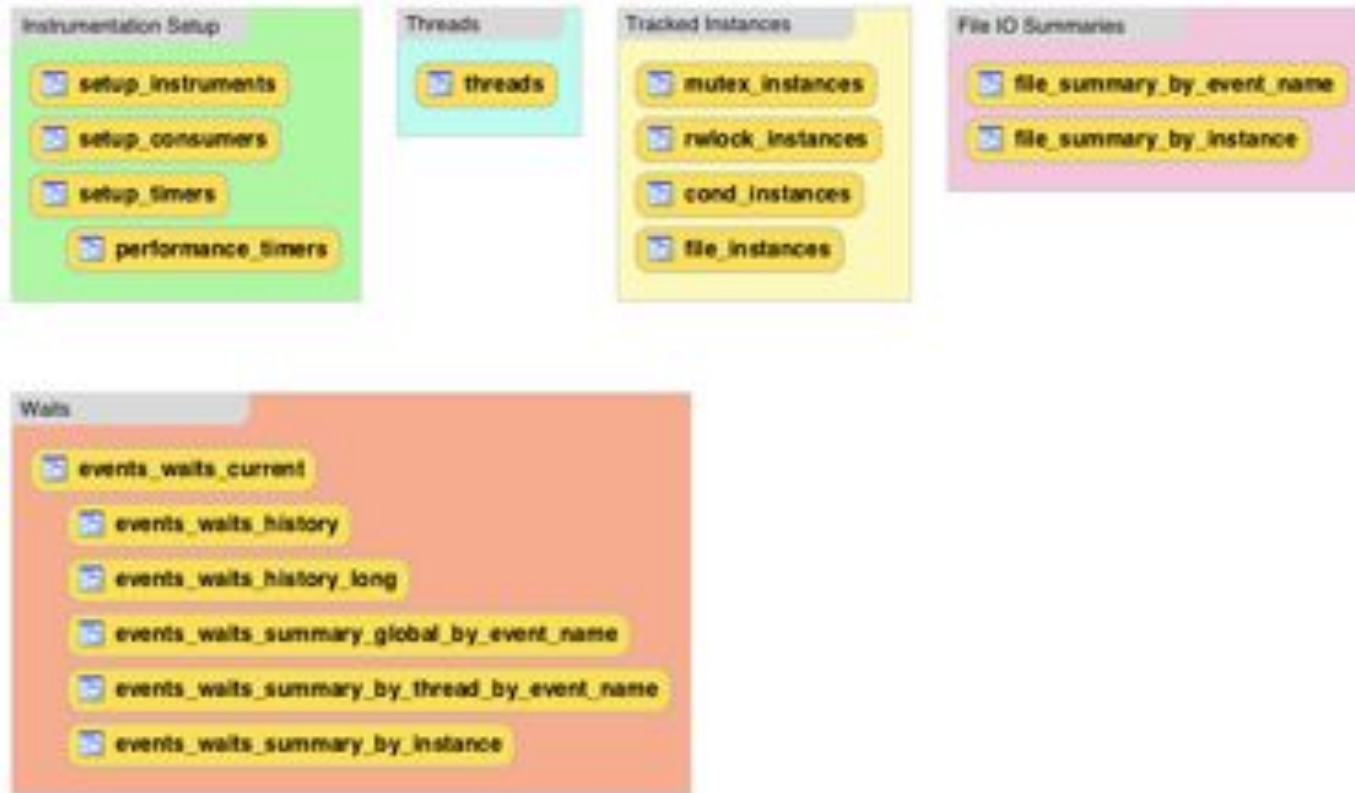 Instrumentation Setup
setup_instruments
setup_consumers
setup_timers
performance_timers
Threads
threads
Tracked Instances
mutex_instances
rwlock_instances
cond_instances
file_instances
File IO Summaries
file_summary_by_event_name
file_summary_by_instance
Waits
events_waits_current
events_waits_history
events_waits_history_long
events_waits_summary_global_by_event_name
events_waits_summary_by_thread_by_event_name
events_waits_summary_by_instance